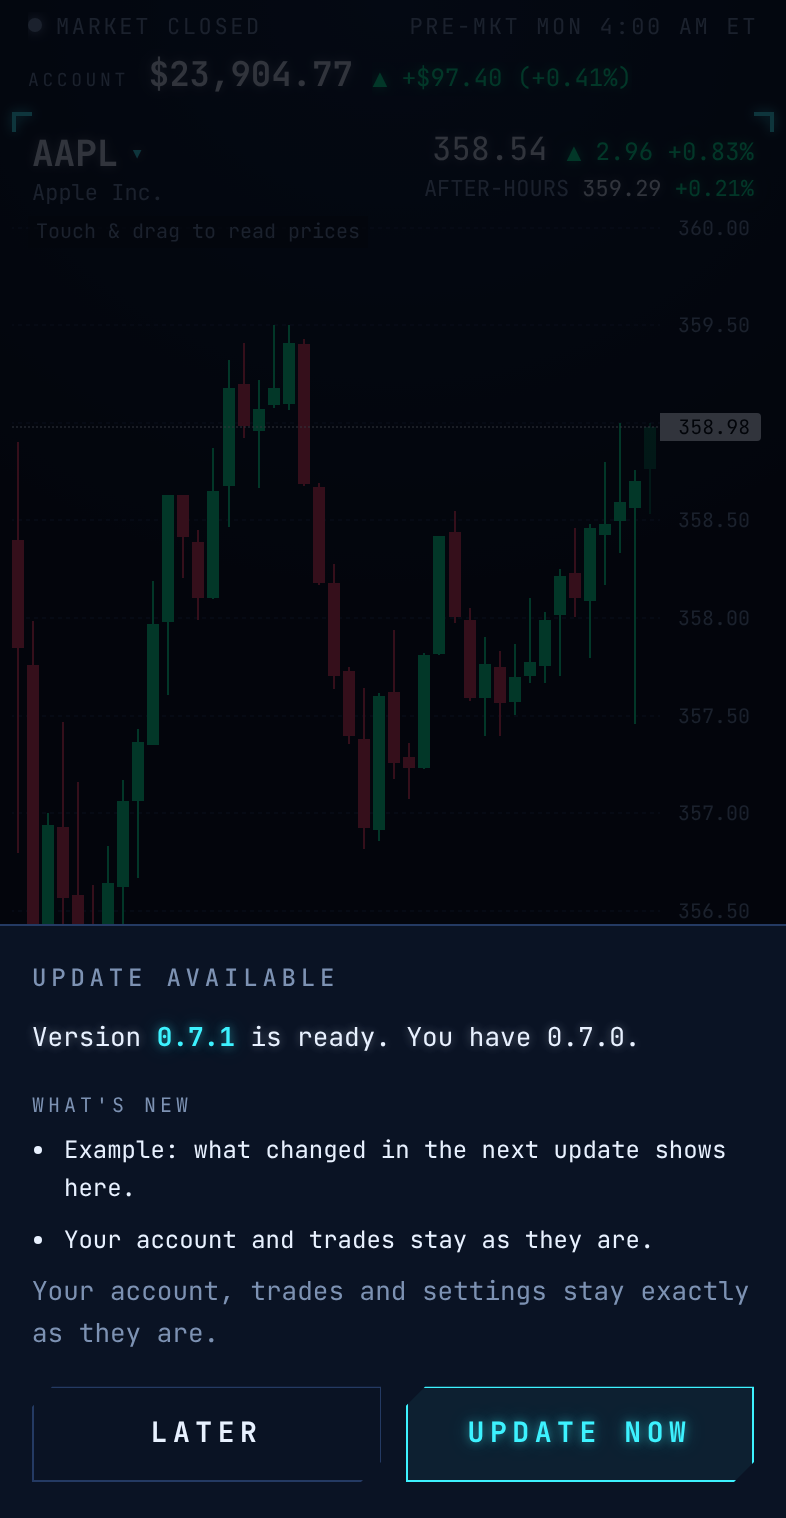 MARKET CLOSED PRE-MKT MON 4:00 AM ET
ACCOUNT $23,904.77 ▲ +$97.40 (+0.41%)
AAPL ▼ 358.54 ▲ 2.96 +0.83%
Apple Inc. AFTER-HOURS 359.29 +0.21%
Touch & drag to read prices 360.00
359.50
358.98
358.50
358.00
357.50
357.00
356.50
UPDATE AVAILABLE
Version 0.7.1 is ready. You have 0.7.0.
WHAT'S NEW
• Example: what changed in the next update shows
here.
• Your account and trades stay as they are.
Your account, trades and settings stay exactly
as they are.
LATER UPDATE NOW